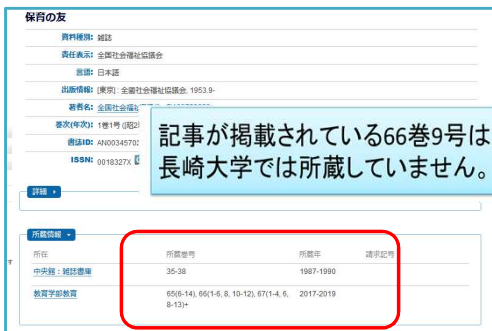 保育の友
資料種別: 雑誌
責任表示: 全国社会福祉協議会
言語: 日本語
出版情報: [東京] : 全国社会福祉協議会, 1953.9-
著者名: 全国社会福祉
巻次(年次): 1巻1号 (昭2
書誌ID: AN0034570
ISSN: 0018327X
記事が掲載されている66巻9号は
長崎大学では所蔵していません。
詳細
所蔵情報
所在 所蔵巻号 所蔵年 請求記号
中央館：雑誌書庫 35-38 1987-1990
教育学部教育 65(6-14), 66(1-6, 8, 10-12), 67(1-4, 6, 2017-2019
8-13)+